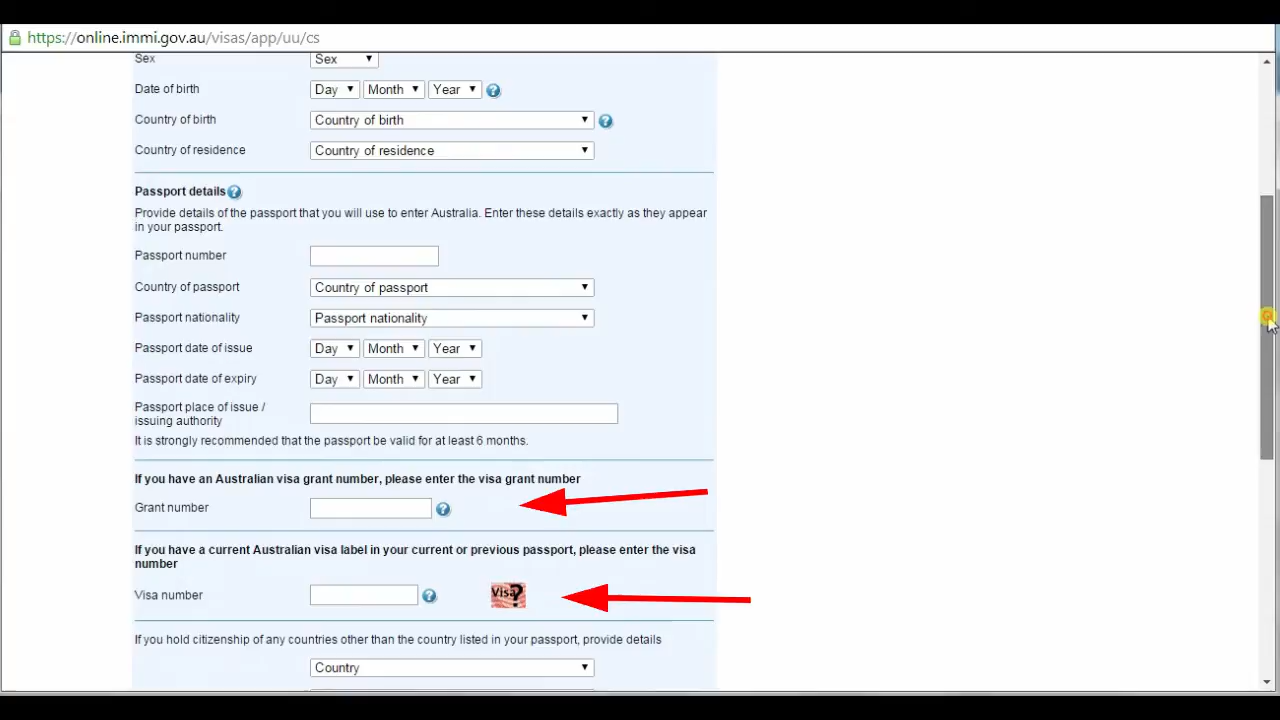 https://online.immi.gov.au/visas/app/uu/cs
Sex Sex
Date of birth Day Month Year ?
Country of birth Country of birth ?
Country of residence Country of residence
Passport details ?
Provide details of the passport that you will use to enter Australia. Enter these details exactly as they appear
in your passport.
Passport number
Country of passport Country of passport
Passport nationality Passport nationality
Passport date of issue Day Month Year
Passport date of expiry Day Month Year
Passport place of issue /
issuing authority
It is strongly recommended that the passport be valid for at least 6 months.
If you have an Australian visa grant number, please enter the visa grant number
Grant number ?
If you have a current Australian visa label in your current or previous passport, please enter the visa
number
Visa number ? Visa ?
If you hold citizenship of any countries other than the country listed in your passport, provide details
Country